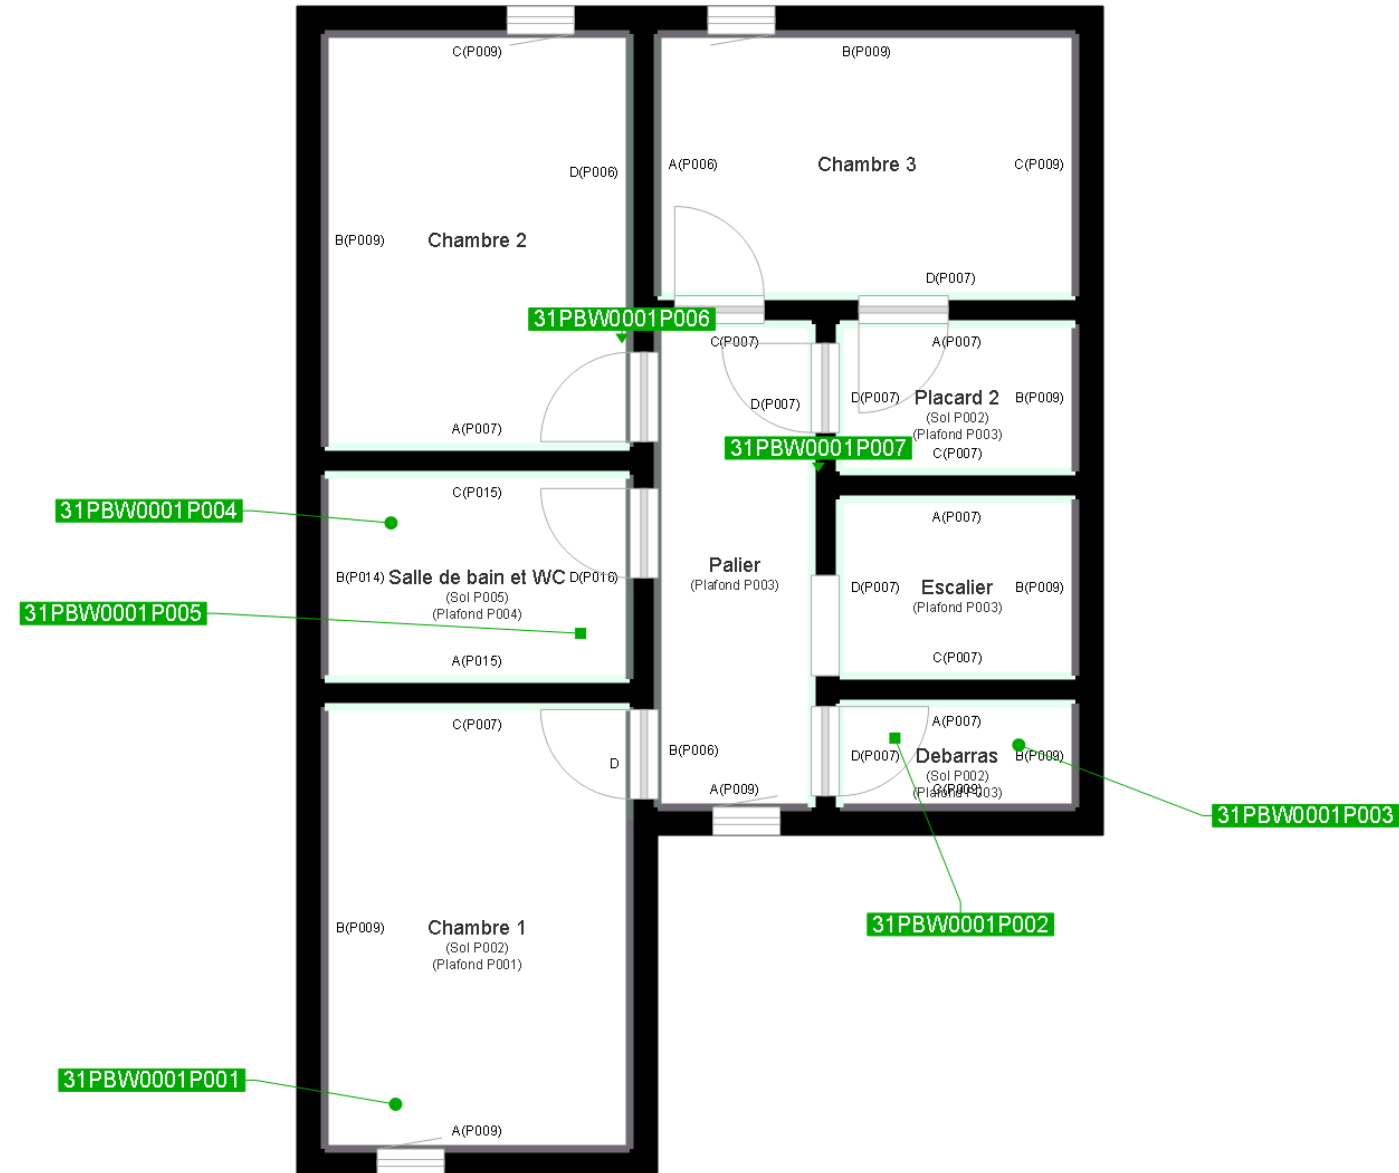 C(P009)
B(P009)
D(P006)
A(P006)
Chambre 3
C(P009)
B(P009)
Chambre 2
D(P007)
31PBW0001P006
C(P007)
A(P007)
D(P007)
D(P007)
Placard 2
(Sol P002)
(Plafond P003)
B(P009)
A(P007)
31PBW0001P007
C(P007)
C(P015)
31PBW0001P004
A(P007)
Palier
(Plafond P003)
B(P014)
Salle de bain et WC
(Sol P005)
(Plafond P004)
D(P016)
D(P007)
Escalier
(Plafond P003)
B(P009)
31PBW0001P005
A(P015)
C(P007)
C(P007)
A(P007)
D
B(P006)
D(P007)
Debarras
(Sol P002)
(Plafond P003)
B(P009)
A(P009)
C(P009)
31PBW0001P003
31PBW0001P002
B(P009)
Chambre 1
(Sol P002)
(Plafond P001)
31PBW0001P001
A(P009)